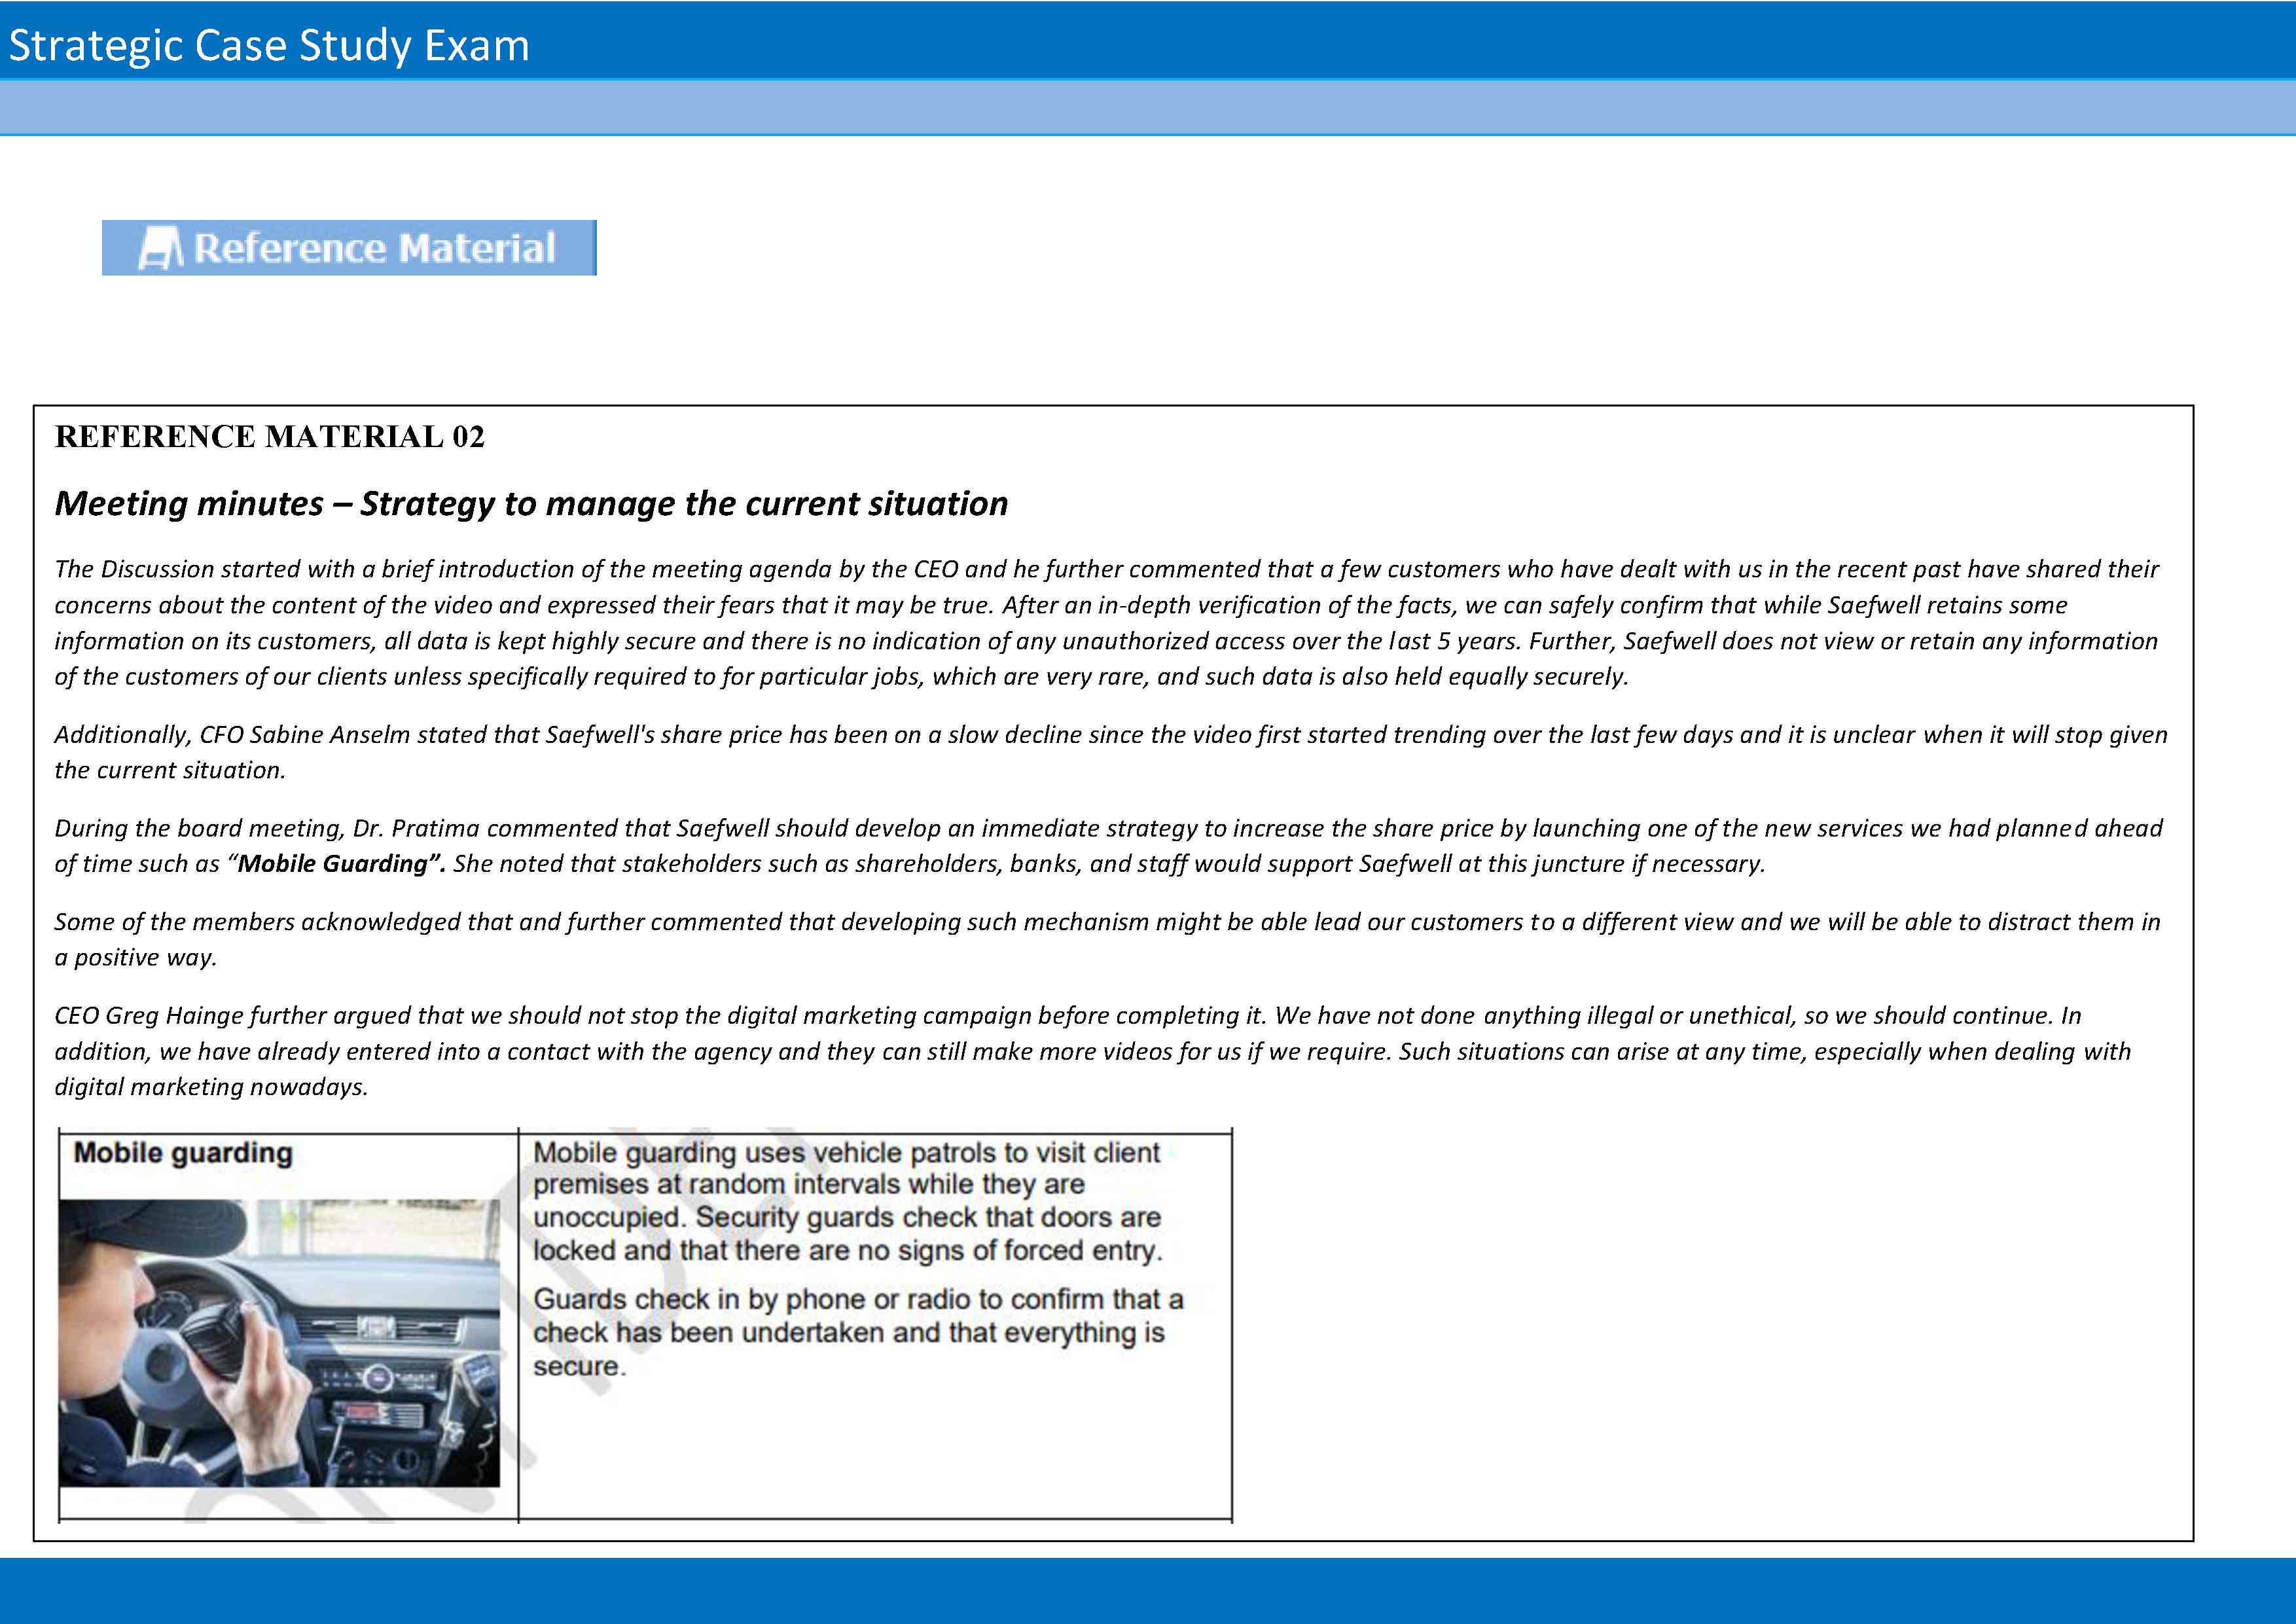 Strategic Case Study Exam
Reference Material
REFERENCE MATERIAL 02
Meeting minutes – Strategy to manage the current situation
The Discussion started with a brief introduction of the meeting agenda by the CEO and he further commented that a few customers who have dealt with us in the recent past have shared their
concerns about the content of the video and expressed their fears that it may be true. After an in-depth verification of the facts, we can safely confirm that while Saefwell retains some
information on its customers, all data is kept highly secure and there is no indication of any unauthorized access over the last 5 years. Further, Saefwell does not view or retain any information
of the customers of our clients unless specifically required to for particular jobs, which are very rare, and such data is also held equally securely.
Additionally, CFO Sabine Anselm stated that Saefwell's share price has been on a slow decline since the video first started trending over the last few days and it is unclear when it will stop given
the current situation.
During the board meeting, Dr. Pratima commented that Saefwell should develop an immediate strategy to increase the share price by launching one of the new services we had planned ahead
of time such as “Mobile Guarding”. She noted that stakeholders such as shareholders, banks, and staff would support Saefwell at this juncture if necessary.
Some of the members acknowledged that and further commented that developing such mechanism might be able lead our customers to a different view and we will be able to distract them in
a positive way.
CEO Greg Hainge further argued that we should not stop the digital marketing campaign before completing it. We have not done anything illegal or unethical, so we should continue. In
addition, we have already entered into a contact with the agency and they can still make more videos for us if we require. Such situations can arise at any time, especially when dealing with
digital marketing nowadays.
Mobile guarding
Mobile guarding uses vehicle patrols to visit client
premises at random intervals while they are
unoccupied. Security guards check that doors are
locked and that there are no signs of forced entry.
Guards check in by phone or radio to confirm that a
check has been undertaken and that everything is
secure.